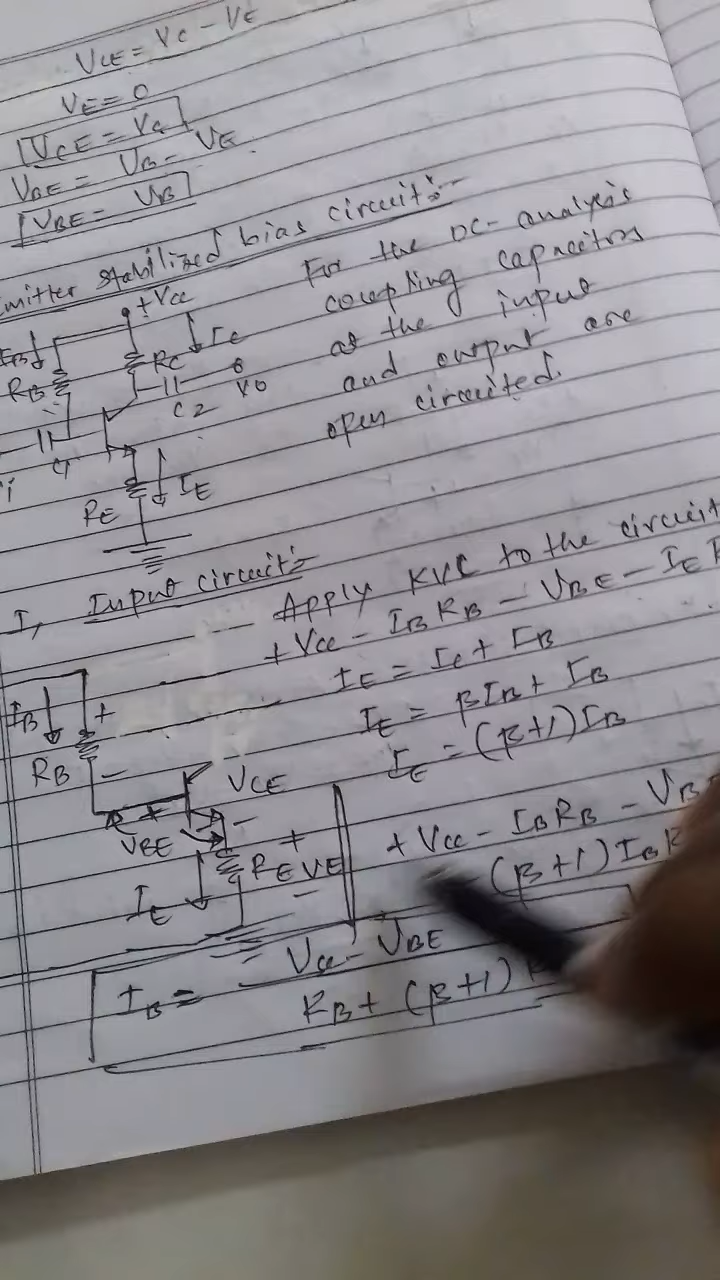 VCE = VC - VE
VE = 0
VCE = VC
VBE = VB - VE
VBE = VB
Emitter stabilized bias circuit:-
For the DC-analysis
coupling capacitors
at the input
and output are
open circuited.
+VCC
IB
RB
RC
IC
C2
VO
C1
RE
IE
I, Input circuit:-
Apply KVL to the circuit
+VCC - IBRB - VBE - IE
IE = IC + IB
IE = βIB + IB
IE = (β+1)IB
IB
+
RB
-
VCE
+ -
VBE
+
RE VE
-
IE
+VCC - IBRB - VB
(β+1)IB
IB = VCC - VBE
RB + (β+1)